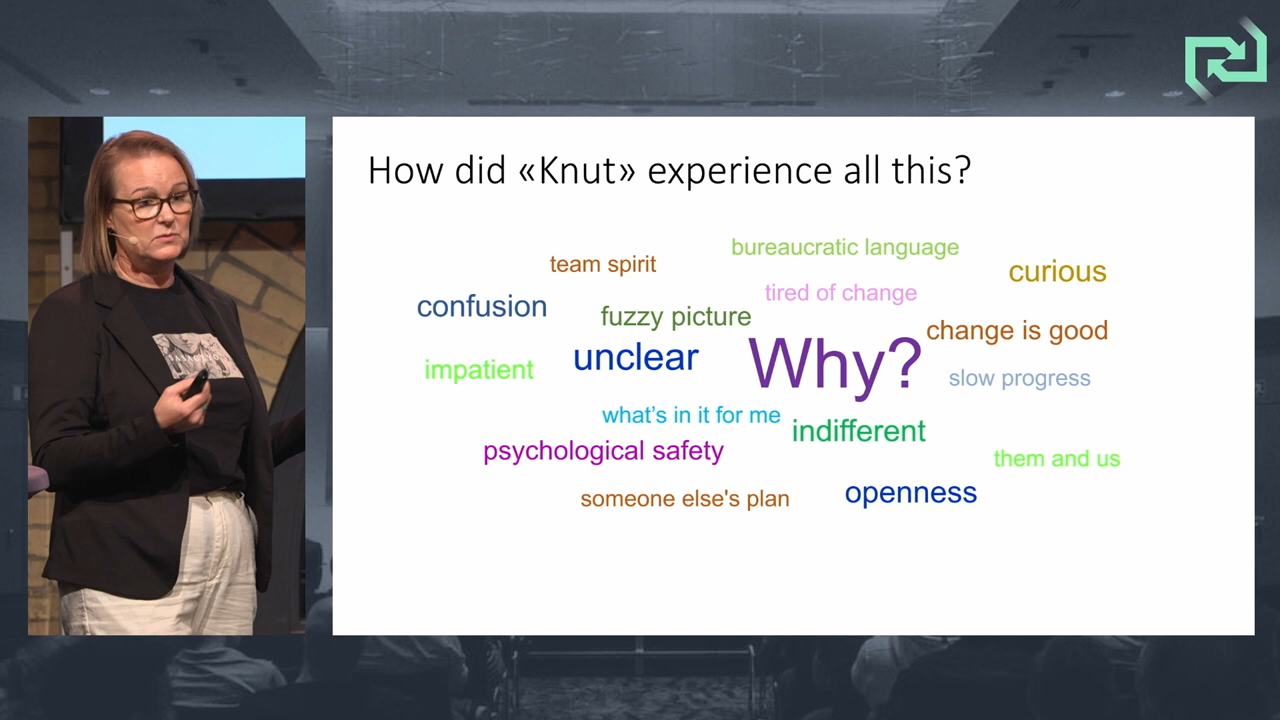 How did «Knut» experience all this?
bureaucratic language
team spirit
curious
tired of change
confusion
fuzzy picture
change is good
unclear
Why?
impatient
slow progress
what's in it for me
indifferent
psychological safety
them and us
someone else's plan
openness